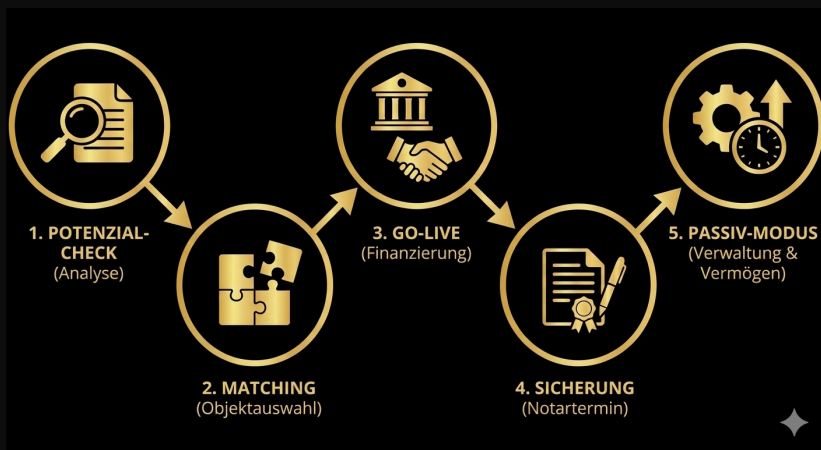 1. POTENZIAL-
CHECK
(Analyse)
2. MATCHING
(Objektauswahl)
3. GO-LIVE
(Finanzierung)
4. SICHERUNG
(Notartermin)
5. PASSIV-MODUS
(Verwaltung &
Vermögen)